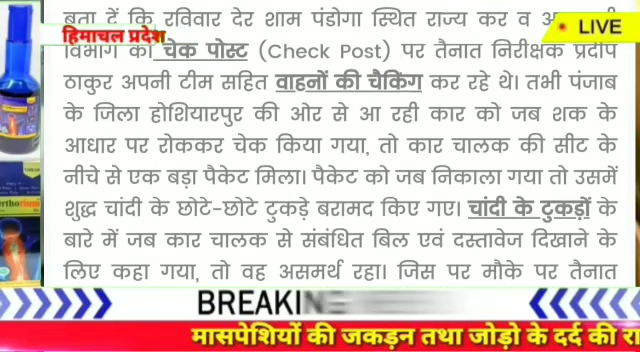 बता दें कि रविवार देर शाम पंडोगा स्थित राज्य कर व
हिमाचल प्रदेश
LIVE
विभाग की चेक पोस्ट (Check Post) पर तैनात निरीक्षक प्रदीप
ठाकुर अपनी टीम सहित वाहनों की चैकिंग कर रहे थे। तभी पंजाब
के जिला होशियारपुर की ओर से आ रही कार को जब शक के
आधार पर रोककर चेक किया गया, तो कार चालक की सीट के
नीचे से एक बड़ा पैकेट मिला। पैकेट को जब निकाला गया तो उसमें
शुद्ध चांदी के छोटे-छोटे टुकड़े बरामद किए गए। चांदी के टुकड़ों के
बारे में जब कार चालक से संबंधित बिल एवं दस्तावेज दिखाने के
लिए कहा गया, तो वह असमर्थ रहा। जिस पर मौके पर तैनात
BREAKIN
मासपेशियों की जकड़न तथा जोड़ो के दर्द की